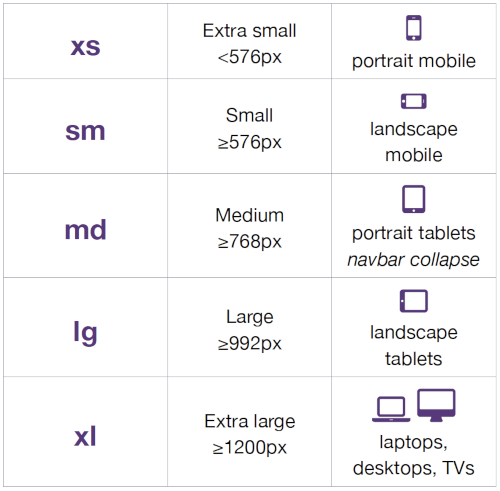 xs
Extra small
<576px
portrait mobile
sm
Small
≥576px
landscape
mobile
md
Medium
≥768px
portrait tablets
navbar collapse
lg
Large
≥992px
landscape
tablets
xl
Extra large
≥1200px
laptops,
desktops, TVs